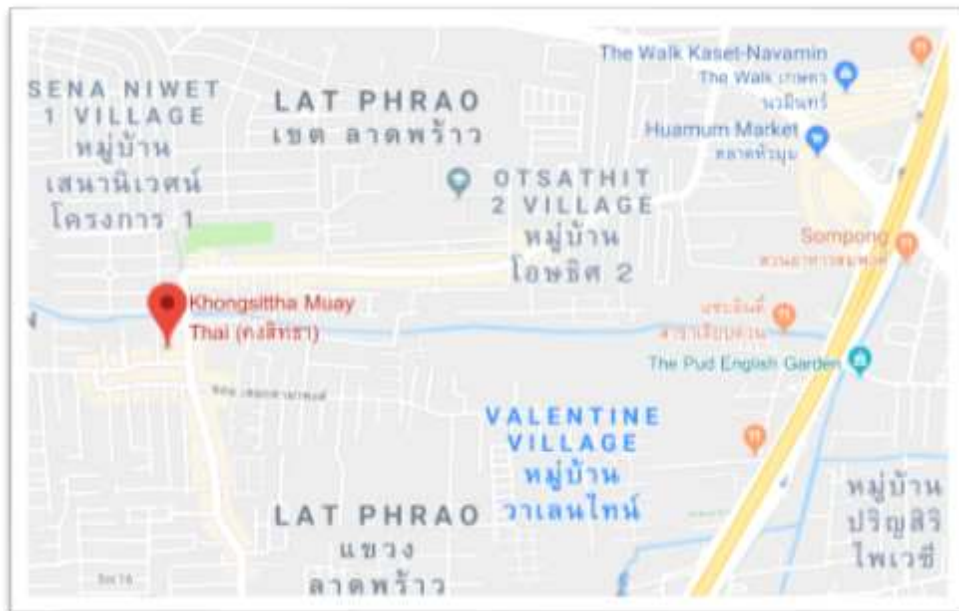 The Walk Kaset-Navamin
The Walk เกษตร
นวมินทร์
Huamum Market
ตลาดหัวมุม
SENA NIWET
1 VILLAGE
หมู่บ้าน
เสนานิเวศน์
โครงการ 1
LAT PHRAO
เขต ลาดพร้าว
OTSATHIT
2 VILLAGE
หมู่บ้าน
โอษธิศ 2
Sompong
Khongsittha Muay
Thai (คงสิทธา)
The Pud English Garden
VALENTINE
VILLAGE
หมู่บ้าน
วาเลนไทน์
LAT PHRAO
แขวง
ลาดพร้าว
หมู่บ้าน
ปริญสิริ
ไพเวซี่
Soi 16